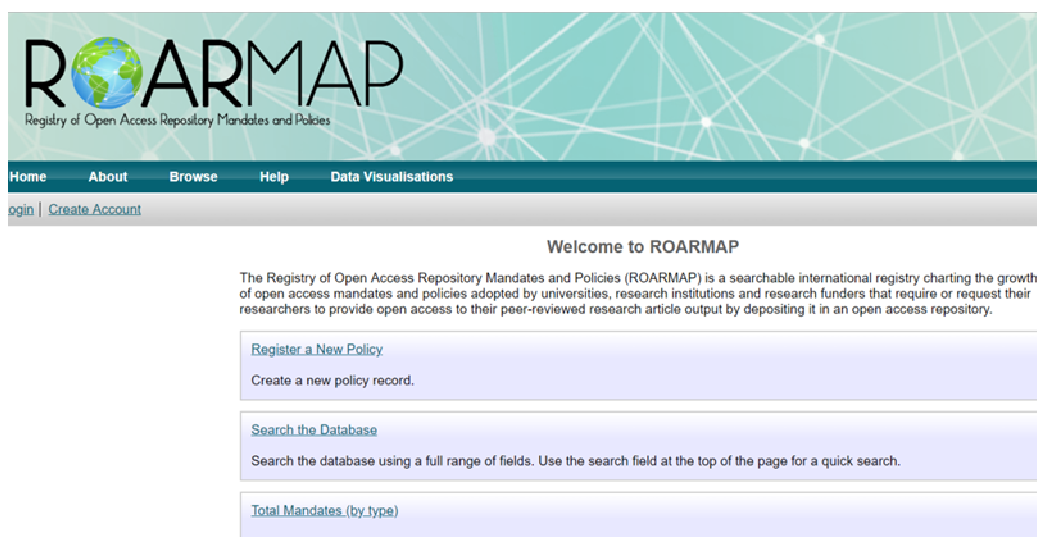 ROARMAP
Registry of Open Access Repository Mandates and Policies
Home About Browse Help Data Visualisations
ogin | Create Account
Welcome to ROARMAP
The Registry of Open Access Repository Mandates and Policies (ROARMAP) is a searchable international registry charting the growth
of open access mandates and policies adopted by universities, research institutions and research funders that require or request their
researchers to provide open access to their peer-reviewed research article output by depositing it in an open access repository.
Register a New Policy
Create a new policy record.
Search the Database
Search the database using a full range of fields. Use the search field at the top of the page for a quick search.
Total Mandates (by type)